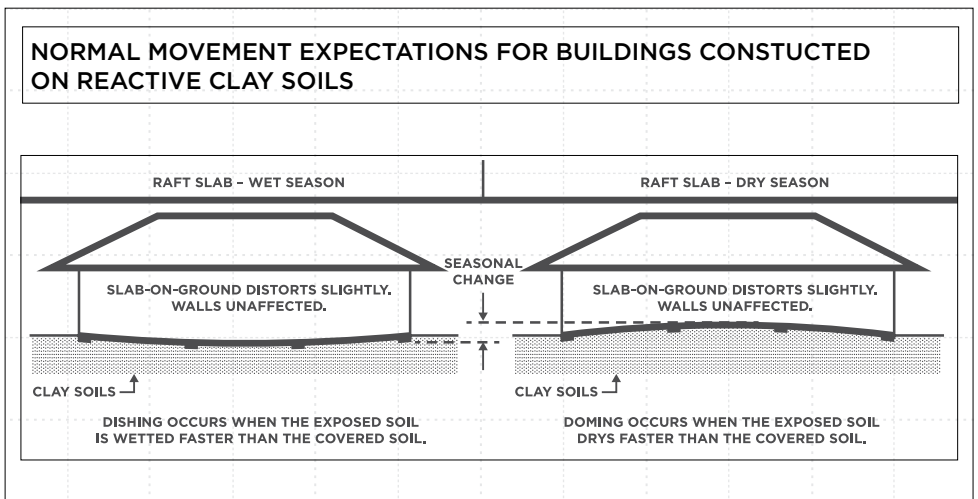 NORMAL MOVEMENT EXPECTATIONS FOR BUILDINGS CONSTUCTED
ON REACTIVE CLAY SOILS
RAFT SLAB – WET SEASON
RAFT SLAB – DRY SEASON
SLAB-ON-GROUND DISTORTS SLIGHTLY.
WALLS UNAFFECTED.
SEASONAL
CHANGE
SLAB-ON-GROUND DISTORTS SLIGHTLY.
WALLS UNAFFECTED.
CLAY SOILS
CLAY SOILS
DISHING OCCURS WHEN THE EXPOSED SOIL
IS WETTED FASTER THAN THE COVERED SOIL.
DOMING OCCURS WHEN THE EXPOSED SOIL
DRYS FASTER THAN THE COVERED SOIL.